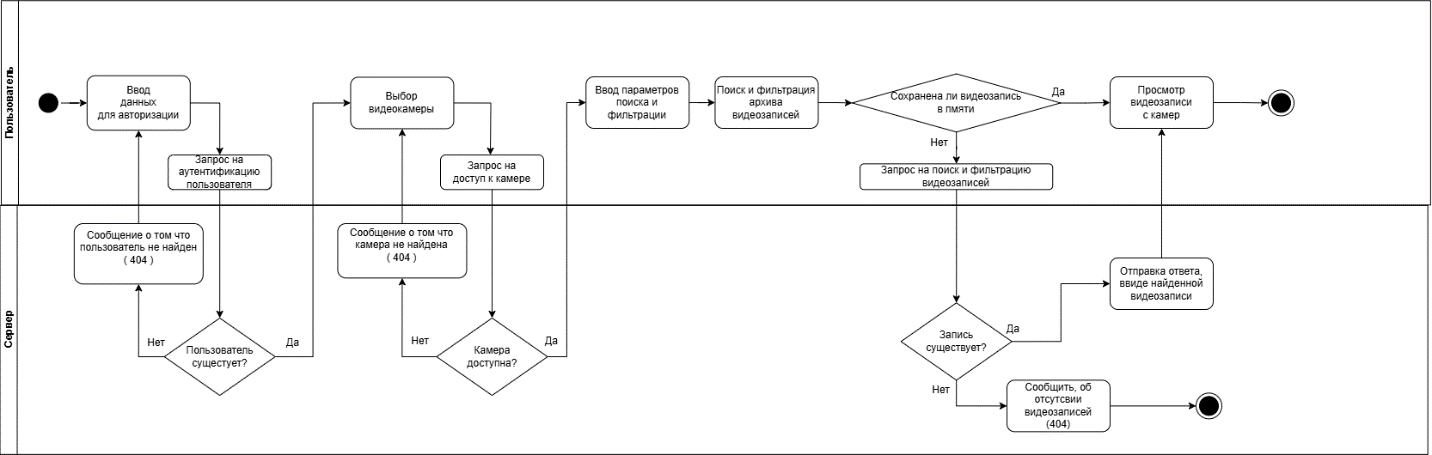 Пользователь
Ввод
данных
для авторизации
Запрос на
аутентификацию
пользователя
Выбор
видеокамеры
Запрос на
доступ к камере
Ввод параметров
поиска и
фильтрации
Поиск и фильтрация
архива
видеозаписей
Сохранена ли видеозапись
в пмяти
Да
Нет
Просмотр
видеозаписи
с камер
Запрос на поиск и фильтрацию
видеозаписей
Сервер
Сообщение о том что
пользователь не найден
( 404 )
Нет
Пользователь
сущестует?
Да
Сообщение о том что
камера не найдена
( 404 )
Нет
Камера
доступна?
Да
Запись
существует?
Да
Нет
Отправка ответа,
ввиде найденной
видеозаписи
Сообщить, об
отсутсвии
видеозаписей
(404)